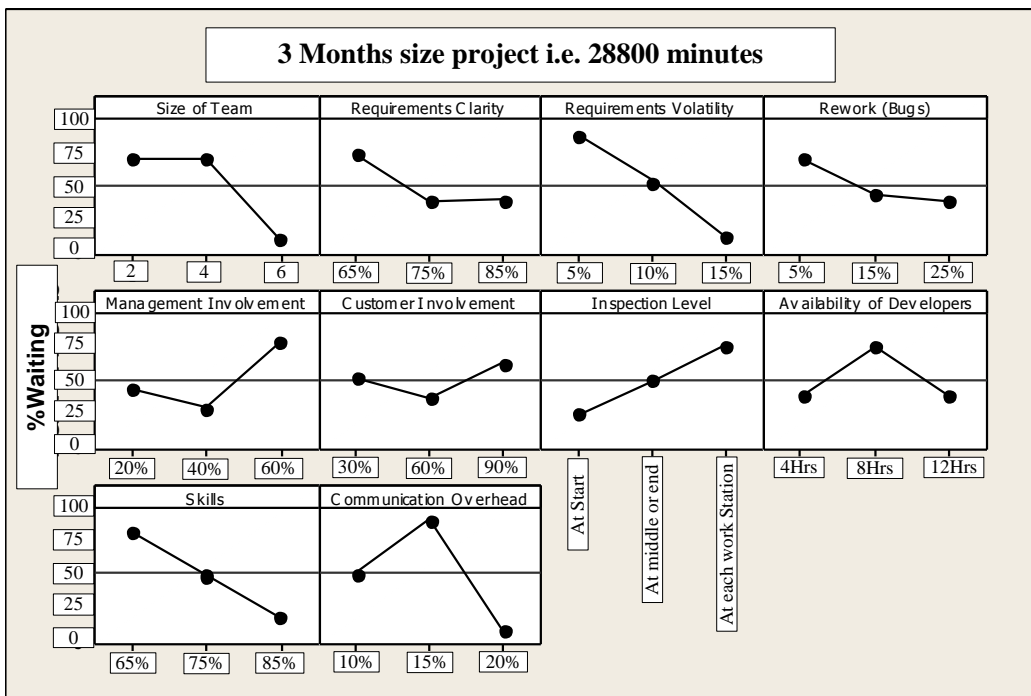 3 Months size project i.e. 28800 minutes
Size of Team
Requirements Clarity
Requirements Volatility
Rework (Bugs)
100
75
50
25
0
2
4
6
65%
75%
85%
5%
10%
15%
5%
15%
25%
%Waiting
Management Involvement
Customer Involvement
Inspection Level
Availability of Developers
100
75
50
25
0
20%
40%
60%
30%
60%
90%
At Start
At middle or end
At each work Station
4Hrs
8Hrs
12Hrs
Skills
Communication Overhead
100
75
50
25
0
65%
75%
85%
10%
15%
20%